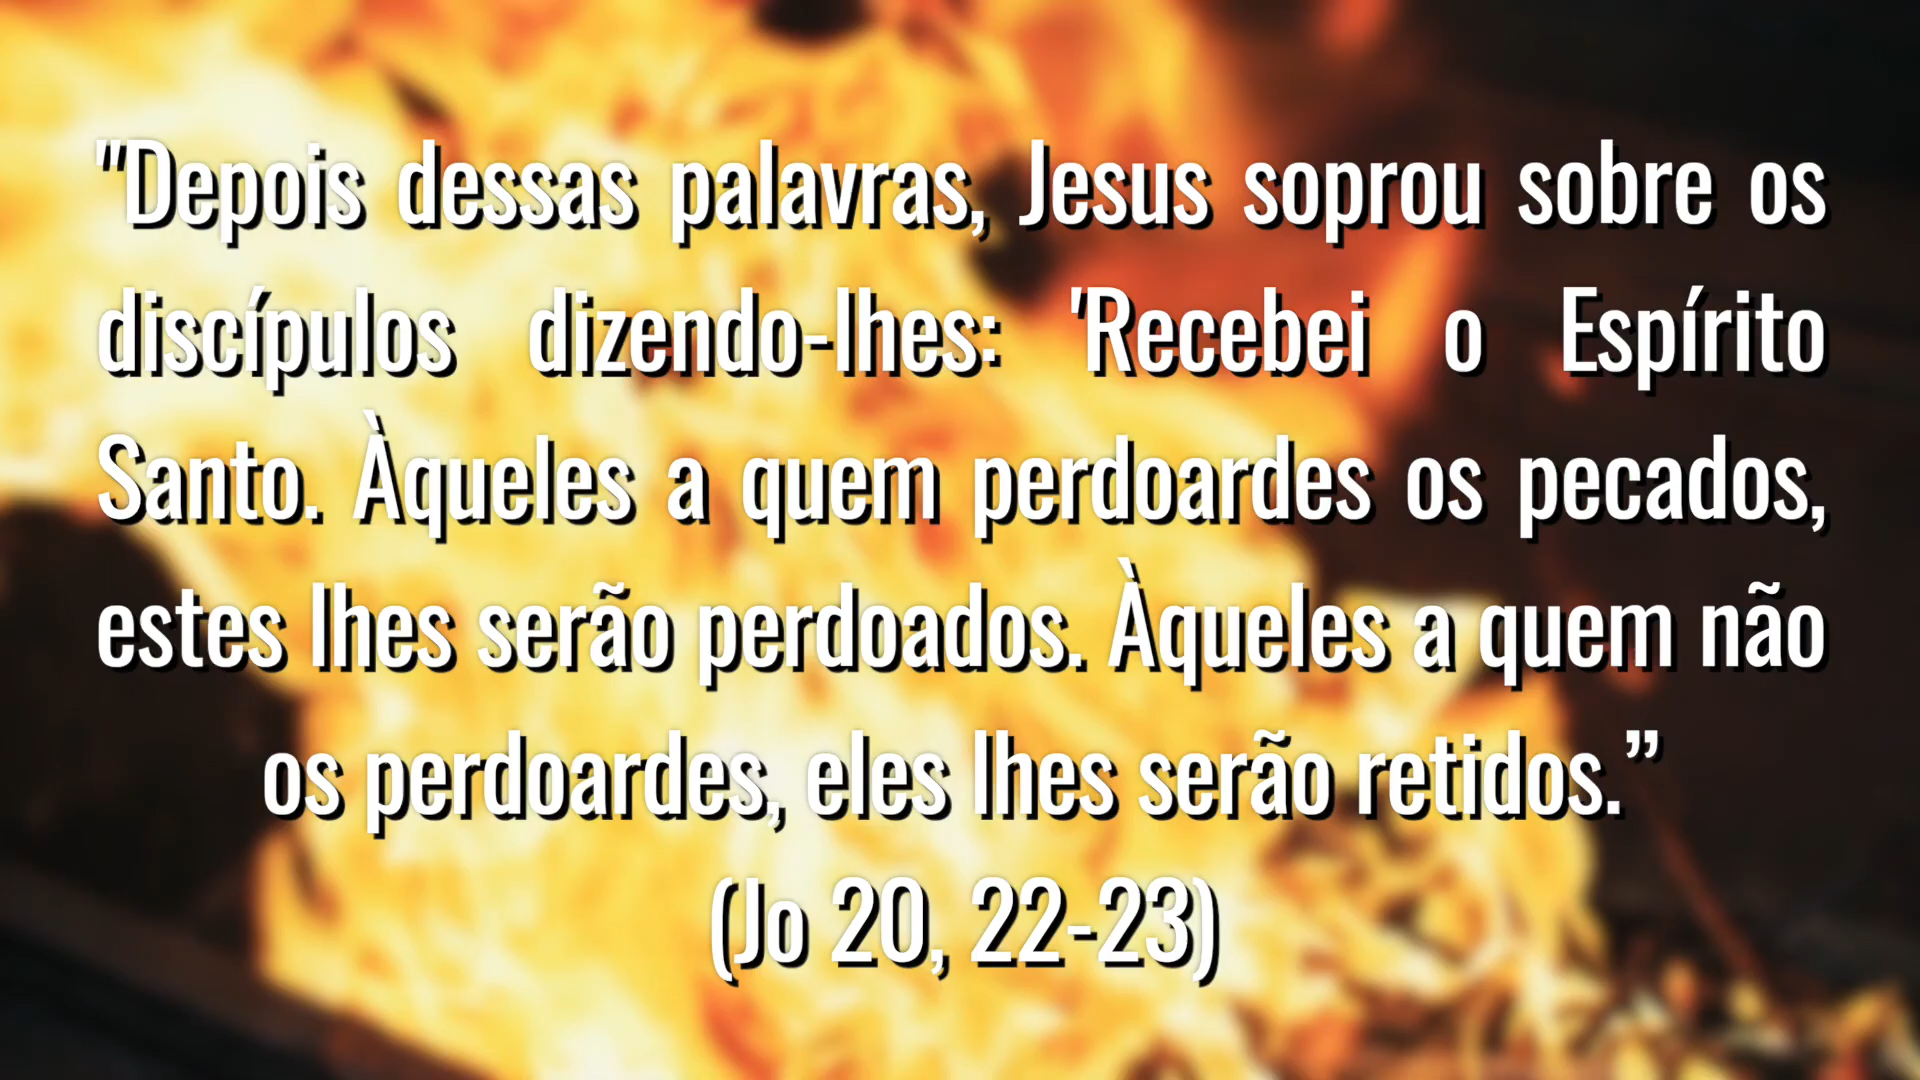 "Depois dessas palavras, Jesus soprou sobre os
discípulos dizendo-lhes: 'Recebei o Espírito
Santo. Àqueles a quem perdoardes os pecados,
estes lhes serão perdoados. Àqueles a quem não
os perdoardes, eles lhes serão retidos.”
(Jo 20, 22-23)